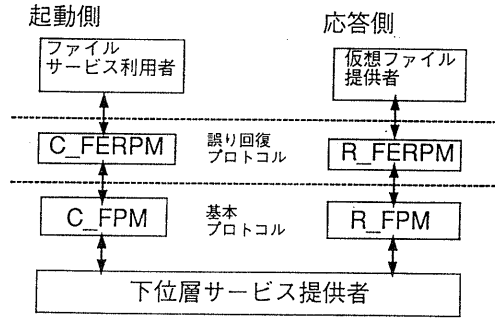 起動側
応答側
ファイル
サービス利用者
仮想ファイル
提供者
C_FERPM
誤り回復
プロトコル
R_FERPM
C_FPM
基本
プロトコル
R_FPM
下位層サービス提供者